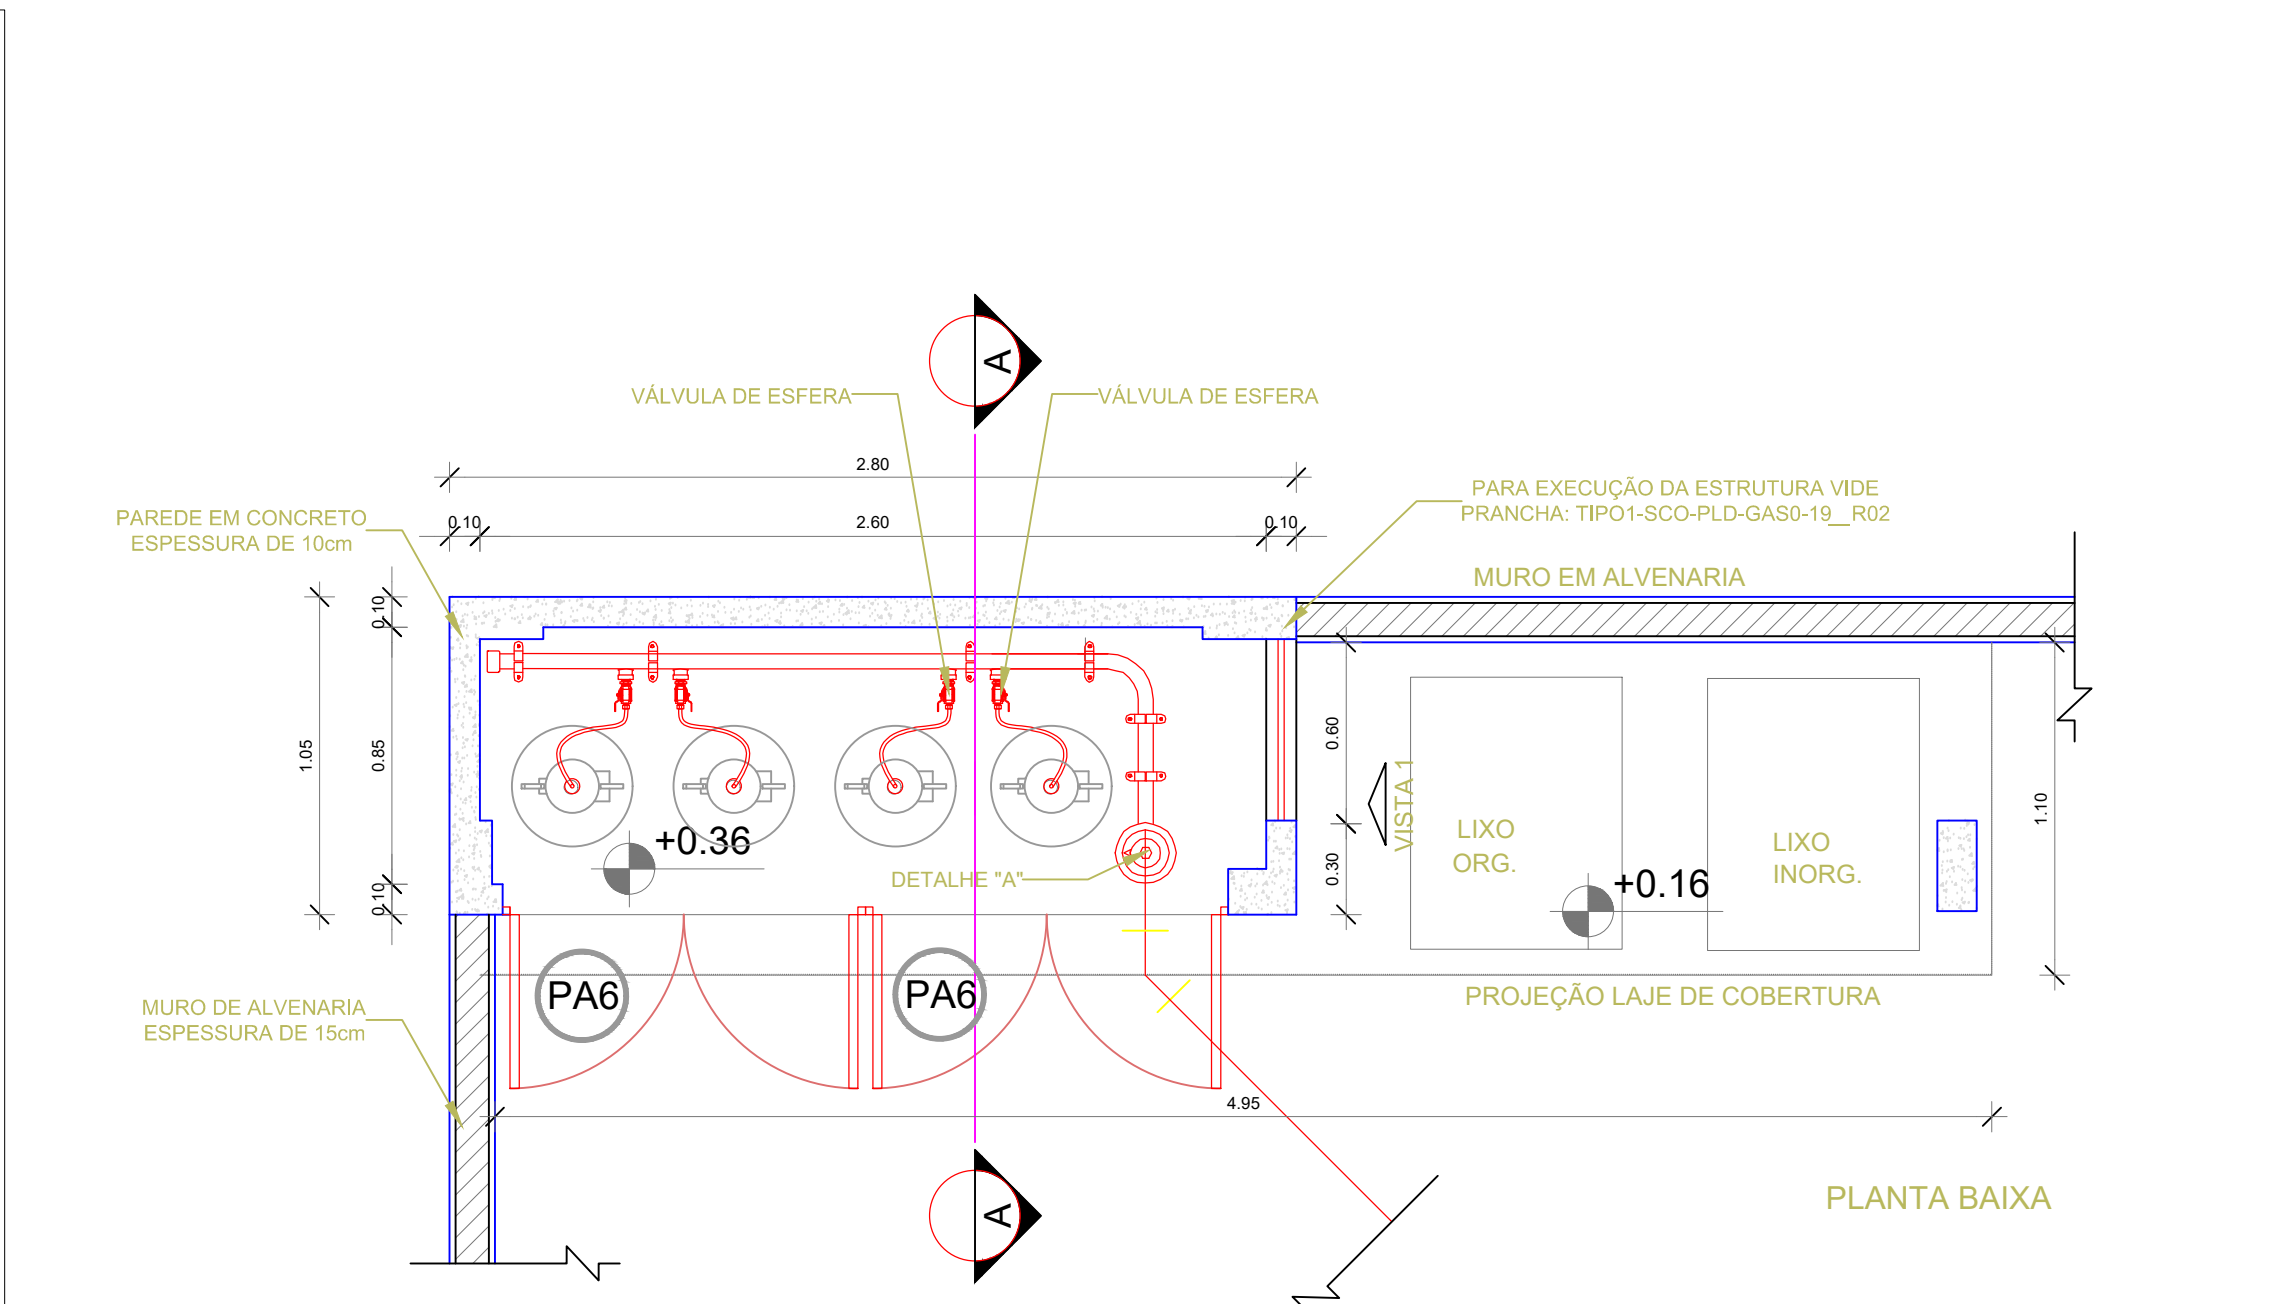 A
VÁLVULA DE ESFERA
VÁLVULA DE ESFERA
2.80
PARA EXECUÇÃO DA ESTRUTURA VIDE
PRANCHA: TIPO1-SCO-PLD-GAS0-19__R02
PAREDE EM CONCRETO
ESPESSURA DE 10cm
0.10
2.60
0.10
MURO EM ALVENARIA
0.10
1.05
0.85
0.10
0.60
0.30
VISTA 1
1.10
+0.36
DETALHE "A"
LIXO
ORG.
LIXO
INORG.
+0.16
PA6
PA6
PROJEÇÃO LAJE DE COBERTURA
MURO DE ALVENARIA
ESPESSURA DE 15cm
4.95
A
PLANTA BAIXA